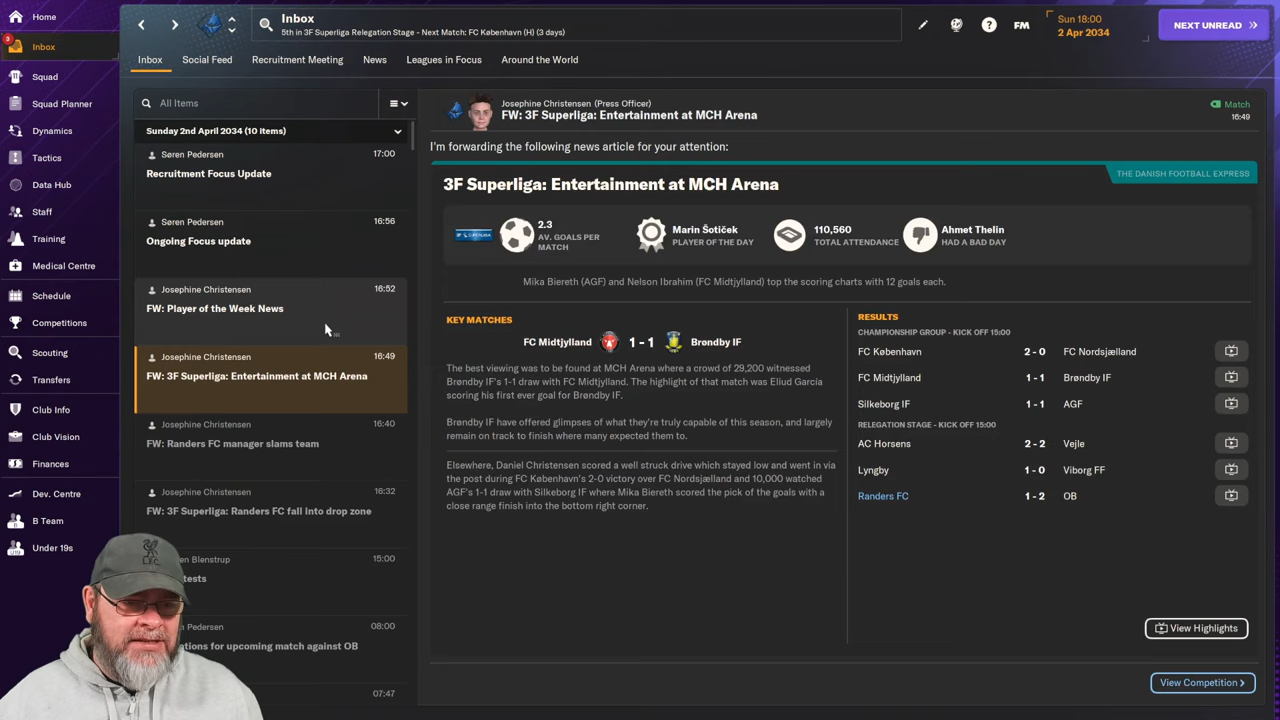 Home
3
Inbox
Squad
Squad Planner
Dynamics
Tactics
Data Hub
Staff
Training
Medical Centre
Schedule
Competitions
Scouting
Transfers
Club Info
Club Vision
Finances
Dev. Centre
B Team
Under 19s
Inbox
5th in 3F Superliga Relegation Stage - Next Match: FC København (H) (3 days)
FM
Sun 18:00
2 Apr 2034
NEXT UNREAD
Inbox
Social Feed
Recruitment Meeting
News
Leagues in Focus
Around the World
All Items
Sunday 2nd April 2034 (10 items)
Søren Pedersen 17:00
Recruitment Focus Update
Søren Pedersen 16:56
Ongoing Focus update
Josephine Christensen 16:52
FW: Player of the Week News
Josephine Christensen 16:49
FW: 3F Superliga: Entertainment at MCH Arena
Josephine Christensen 16:40
FW: Randers FC manager slams team
Josephine Christensen 16:32
FW: 3F Superliga: Randers FC fall into drop zone
Blenstrup 15:00
Pedersen 08:00
for upcoming match against OB
07:47
Josephine Christensen (Press Officer)
FW: 3F Superliga: Entertainment at MCH Arena
Match
16:49
I'm forwarding the following news article for your attention:
THE DANISH FOOTBALL EXPRESS
3F Superliga: Entertainment at MCH Arena
2.3
AV. GOALS PER
MATCH
Marin Šotiček
PLAYER OF THE DAY
110,560
TOTAL ATTENDANCE
Ahmet Thelin
HAD A BAD DAY
Mika Biereth (AGF) and Nelson Ibrahim (FC Midtjylland) top the scoring charts with 12 goals each.
KEY MATCHES
FC Midtjylland 1 - 1 Brøndby IF
The best viewing was to be found at MCH Arena where a crowd of 29,200 witnessed
Brøndby IF's 1-1 draw with FC Midtjylland. The highlight of that match was Eliud García
scoring his first ever goal for Brøndby IF.
Brøndby IF have offered glimpses of what they're truly capable of this season, and largely
remain on track to finish where many expected them to.
Elsewhere, Daniel Christensen scored a well struck drive which stayed low and went in via
the post during FC København's 2-0 victory over FC Nordsjælland and 10,000 watched
AGF's 1-1 draw with Silkeborg IF where Mika Biereth scored the pick of the goals with a
close range finish into the bottom right corner.
RESULTS
CHAMPIONSHIP GROUP - KICK OFF 15:00
FC København 2 - 0 FC Nordsjælland
FC Midtjylland 1 - 1 Brøndby IF
Silkeborg IF 1 - 1 AGF
RELEGATION STAGE - KICK OFF 15:00
AC Horsens 2 - 2 Vejle
Lyngby 1 - 0 Viborg FF
Randers FC 1 - 2 OB
View Highlights
View Competition
L.F.C.